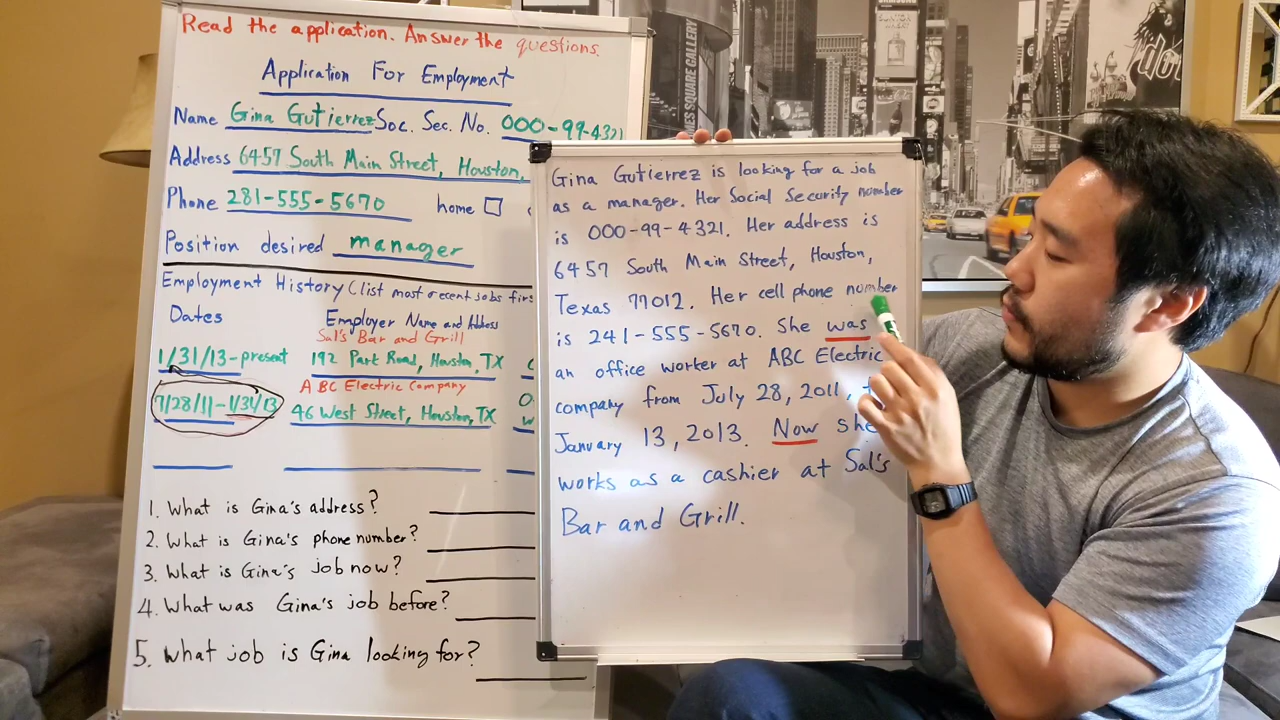 Read the application. Answer the questions.
Application For Employment
Name Gina Gutierrez Soc. Sec. No. 000-99-4321
Address 6457 South Main Street, Houston,
Phone 281-555-5670 home
Position desired manager
Employment History (list most recent jobs firs
Dates Employer Name and Address
Sal's Bar and Grill
1/31/13-present 192 Park Road, Houston, TX
ABC Electric Company
7/28/11-1/31/13 46 West Street, Houston, TX
1. What is Gina's address?
2. What is Gina's phone number?
3. What is Gina's job now?
4. What was Gina's job before?
5. What job is Gina looking for?
Gina Gutierrez is looking for a job
as a manager. Her Social Security number
is 000-99-4321. Her address is
6457 South Main Street, Houston,
Texas 77012. Her cell phone number
is 241-555-5670. She was
an office worker at ABC Electric
company from July 28, 2011, t
January 13, 2013. Now she
works as a cashier at Sal's
Bar and Grill.
SAMSUNG
TIMES SQUARE GALLERY